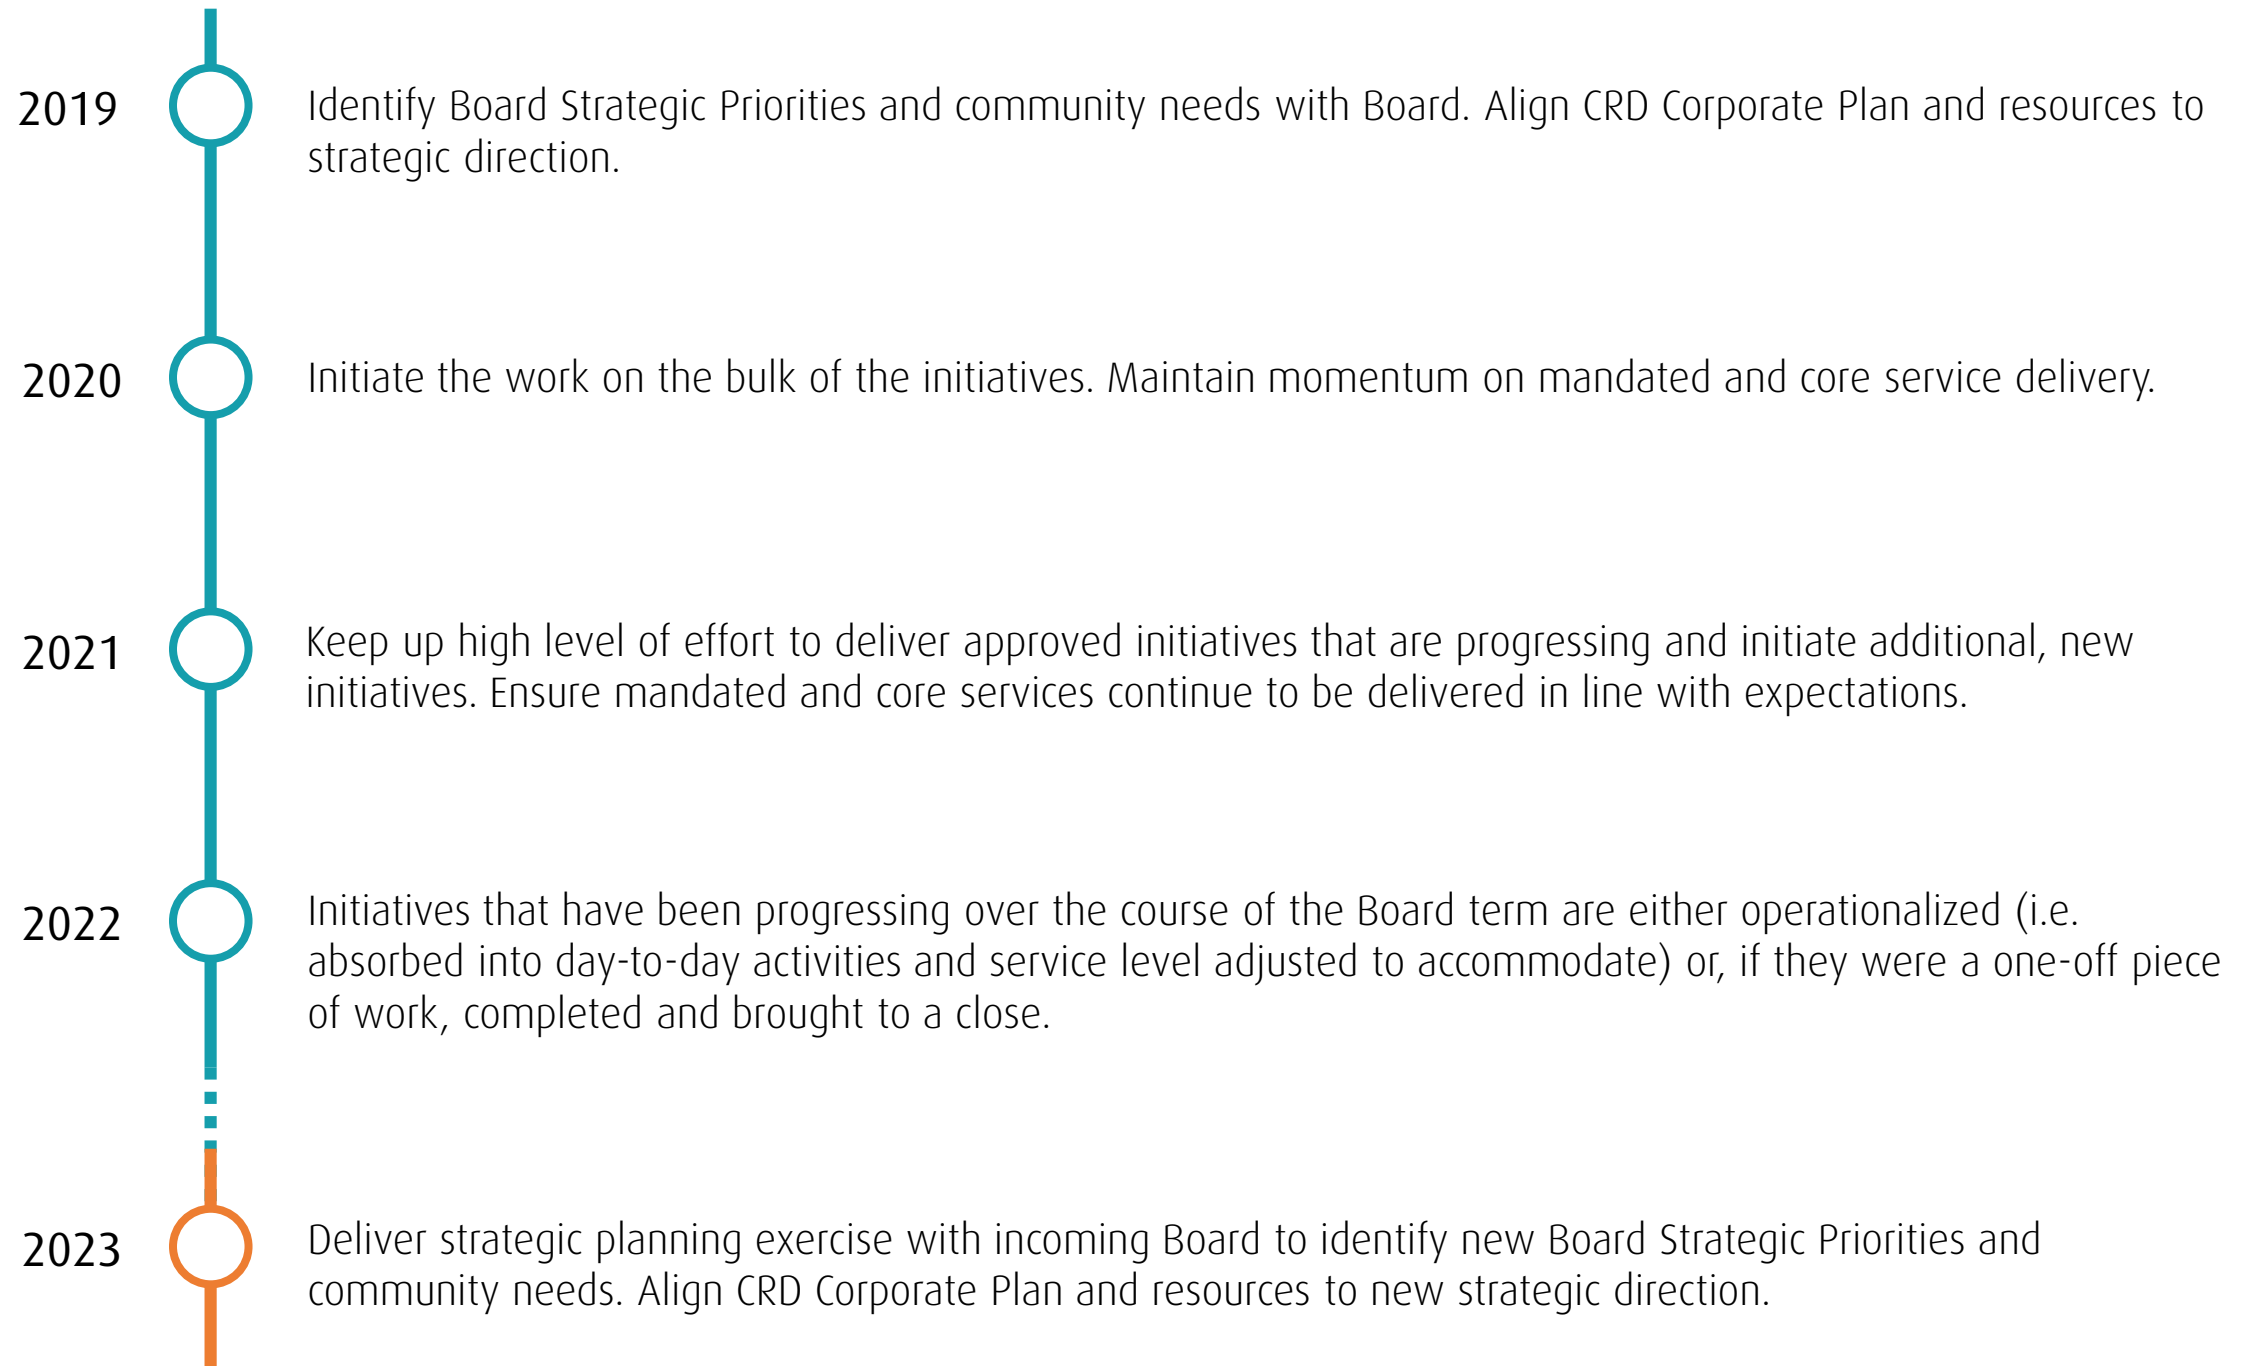 2019
Identify Board Strategic Priorities and community needs with Board. Align CRD Corporate Plan and resources to
strategic direction.
2020
Initiate the work on the bulk of the initiatives. Maintain momentum on mandated and core service delivery.
2021
Keep up high level of effort to deliver approved initiatives that are progressing and initiate additional, new
initiatives. Ensure mandated and core services continue to be delivered in line with expectations.
2022
Initiatives that have been progressing over the course of the Board term are either operationalized (i.e.
absorbed into day-to-day activities and service level adjusted to accommodate) or, if they were a one-off piece
of work, completed and brought to a close.
2023
Deliver strategic planning exercise with incoming Board to identify new Board Strategic Priorities and
community needs. Align CRD Corporate Plan and resources to new strategic direction.